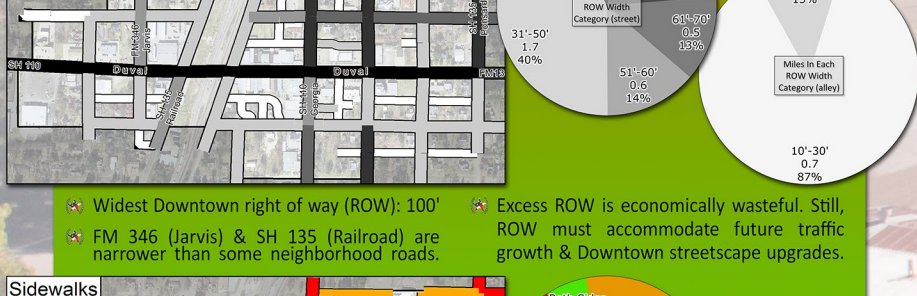 SH 135
FM 346
Jarvis
SH 110
Duval
Duval
SH 135
Railroad
SH 110
Georgia
ROW Width
Category (street)
61'-70'
0.5
13%
31'-50'
1.7
40%
51'-60'
0.6
14%
13%
Miles In Each
ROW Width
Category (alley)
10'-30'
0.7
87%
Widest Downtown right of way (ROW): 100'
FM 346 (Jarvis) & SH 135 (Railroad) are
narrower than some neighborhood roads.
Excess ROW is economically wasteful. Still,
ROW must accommodate future traffic
growth & Downtown streetscape upgrades.
Sidewalks